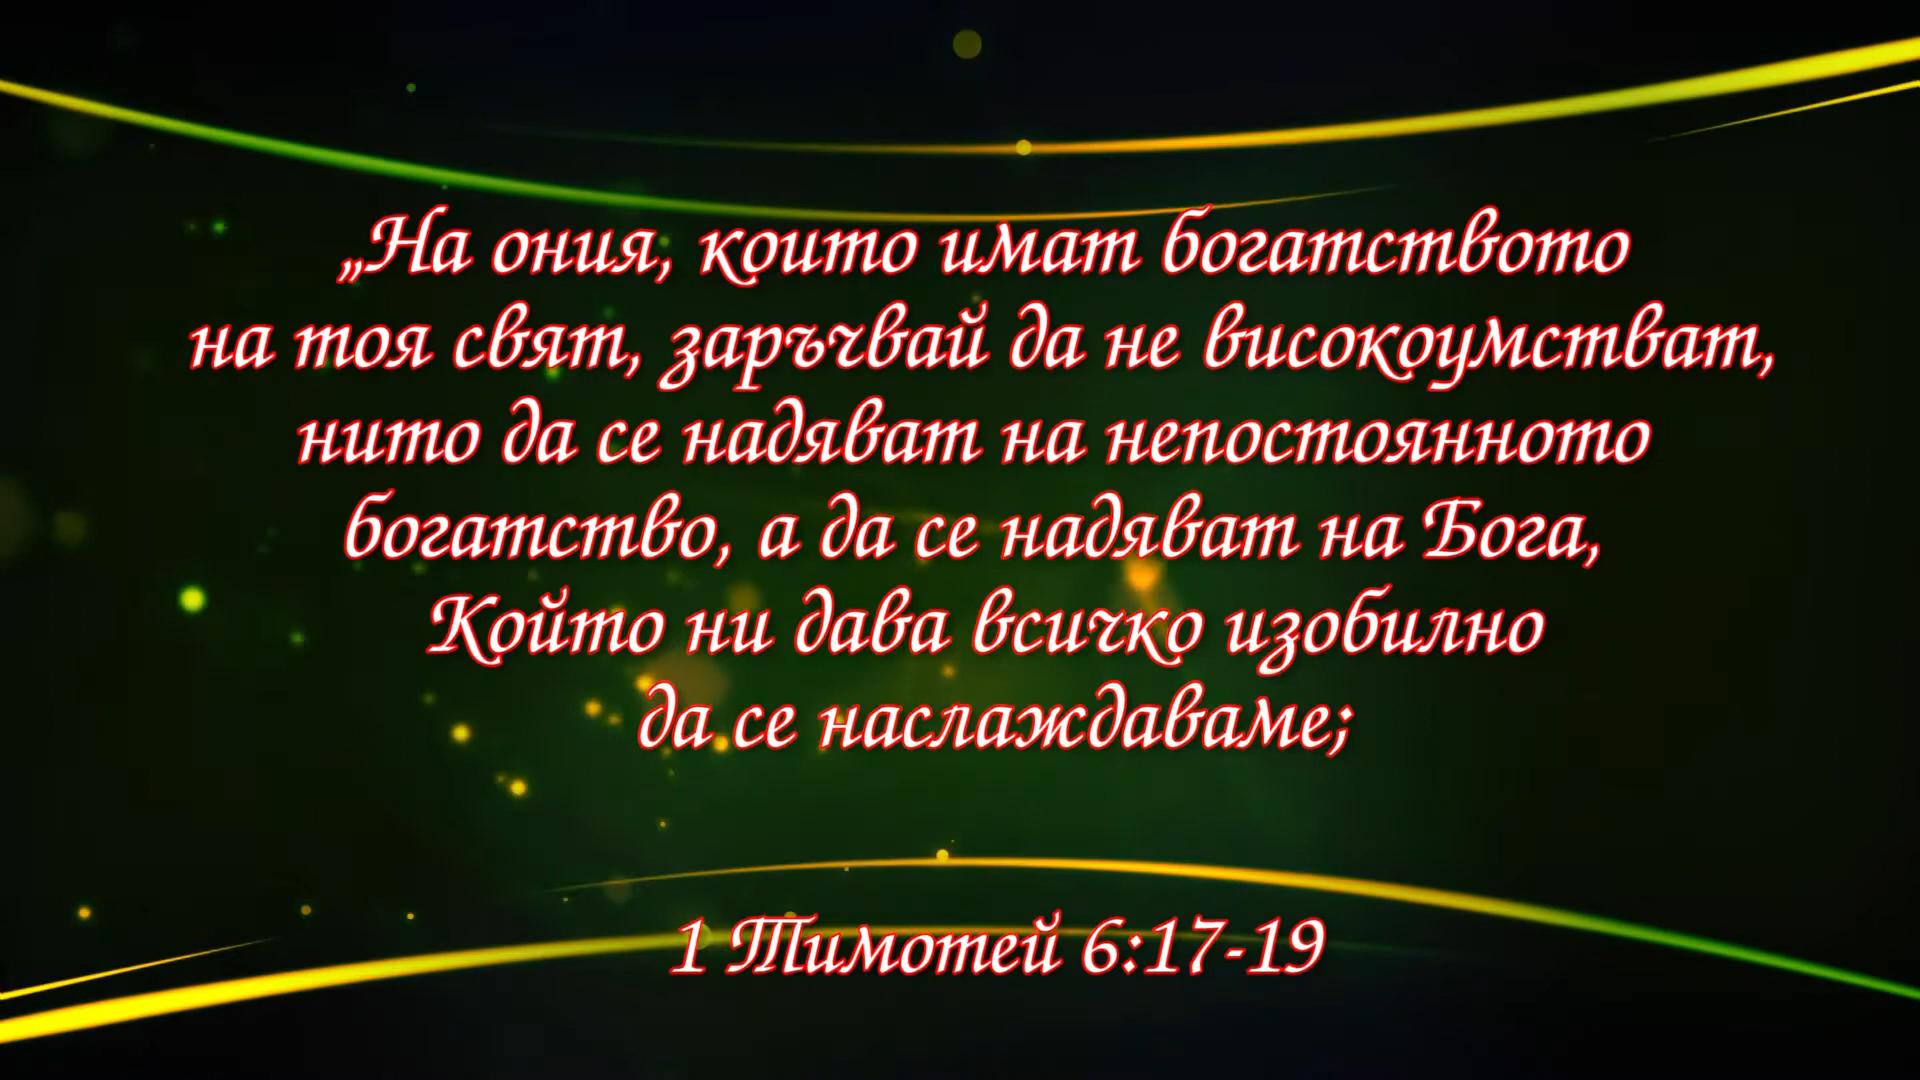 „На ония, които имат богатството
на тоя свят, заръчвай да не високоумстват,
нито да се надяват на непостоянното
богатство, а да се надяват на Бога,
Който ни дава всичко изобилно
да се наслаждаваме;
1 Тимотей 6:17-19